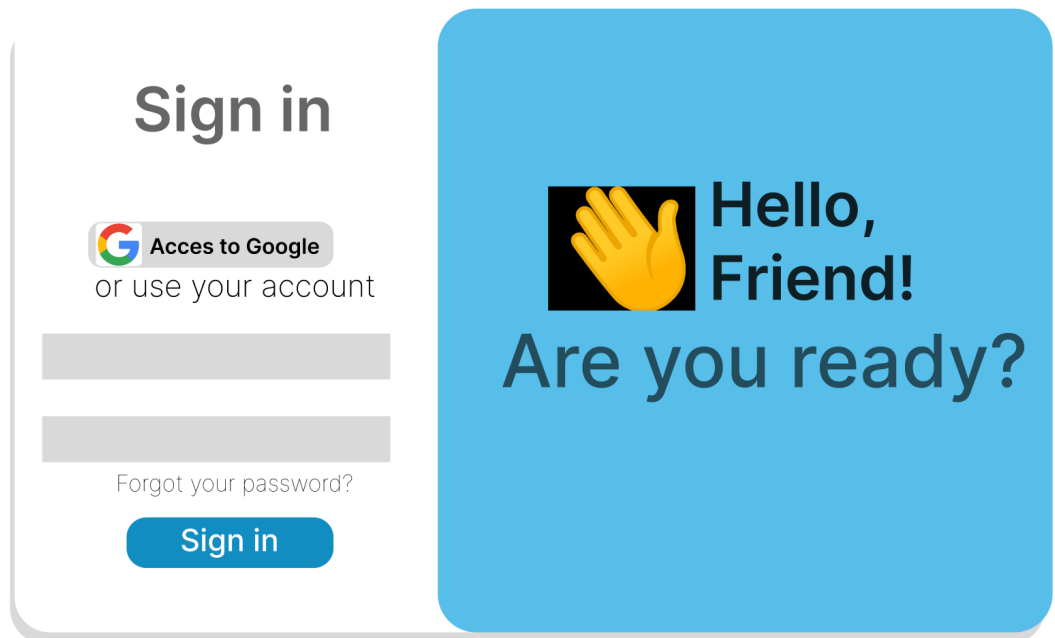 Sign in
Acces to Google
or use your account
Forgot your password?
Sign in
Hello,
Friend!
Are you ready?